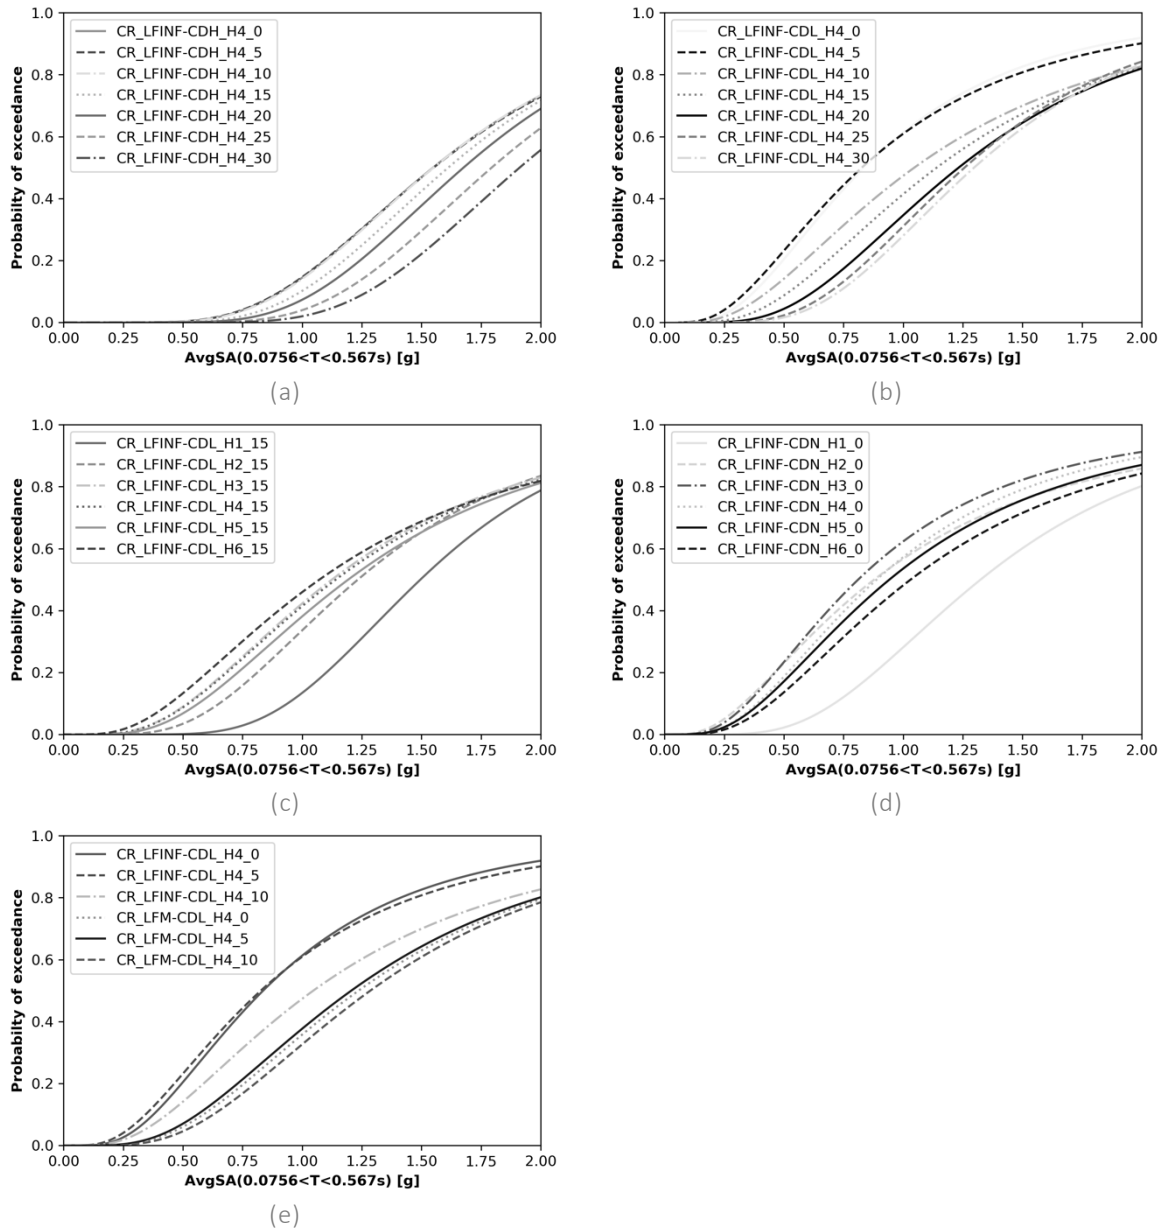 1.0
0.8
0.6
0.4
0.2
0.0
Probabilty of exceedance
CR_LFINF-CDH_H4_0
CR_LFINF-CDH_H4_5
CR_LFINF-CDH_H4_10
CR_LFINF-CDH_H4_15
CR_LFINF-CDH_H4_20
CR_LFINF-CDH_H4_25
CR_LFINF-CDH_H4_30
0.00 0.25 0.50 0.75 1.00 1.25 1.50 1.75 2.00
AvgSA(0.0756<T<0.567s) [g]
(a)
1.0
0.8
0.6
0.4
0.2
0.0
Probabilty of exceedance
CR_LFINF-CDL_H4_0
CR_LFINF-CDL_H4_5
CR_LFINF-CDL_H4_10
CR_LFINF-CDL_H4_15
CR_LFINF-CDL_H4_20
CR_LFINF-CDL_H4_25
CR_LFINF-CDL_H4_30
0.00 0.25 0.50 0.75 1.00 1.25 1.50 1.75 2.00
AvgSA(0.0756<T<0.567s) [g]
(b)
1.0
0.8
0.6
0.4
0.2
0.0
Probabilty of exceedance
CR_LFINF-CDL_H1_15
CR_LFINF-CDL_H2_15
CR_LFINF-CDL_H3_15
CR_LFINF-CDL_H4_15
CR_LFINF-CDL_H5_15
CR_LFINF-CDL_H6_15
0.00 0.25 0.50 0.75 1.00 1.25 1.50 1.75 2.00
AvgSA(0.0756<T<0.567s) [g]
(c)
1.0
0.8
0.6
0.4
0.2
0.0
Probabilty of exceedance
CR_LFINF-CDN_H1_0
CR_LFINF-CDN_H2_0
CR_LFINF-CDN_H3_0
CR_LFINF-CDN_H4_0
CR_LFINF-CDN_H5_0
CR_LFINF-CDN_H6_0
0.00 0.25 0.50 0.75 1.00 1.25 1.50 1.75 2.00
AvgSA(0.0756<T<0.567s) [g]
(d)
1.0
0.8
0.6
0.4
0.2
0.0
Probabilty of exceedance
CR_LFINF-CDL_H4_0
CR_LFINF-CDL_H4_5
CR_LFINF-CDL_H4_10
CR_LFM-CDL_H4_0
CR_LFM-CDL_H4_5
CR_LFM-CDL_H4_10
0.00 0.25 0.50 0.75 1.00 1.25 1.50 1.75 2.00
AvgSA(0.0756<T<0.567s) [g]
(e)